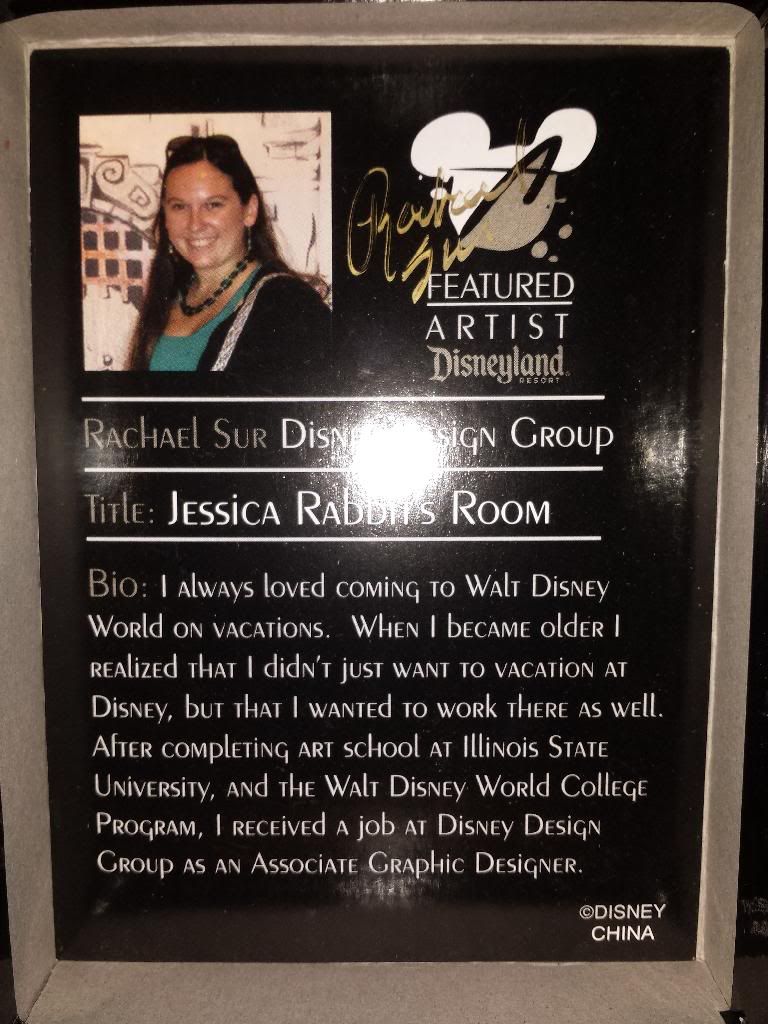 Rachael Sur
FEATURED
ARTIST
Disneyland
RESORT
Rachael Sur Disney Design Group
Title: Jessica Rabbit's Room
Bio: I always loved coming to Walt Disney
World on vacations. When I became older I
realized that I didn't just want to vacation at
Disney, but that I wanted to work there as well.
After completing art school at Illinois State
University, and the Walt Disney World College
Program, I received a job at Disney Design
Group as an Associate Graphic Designer.
©DISNEY
CHINA